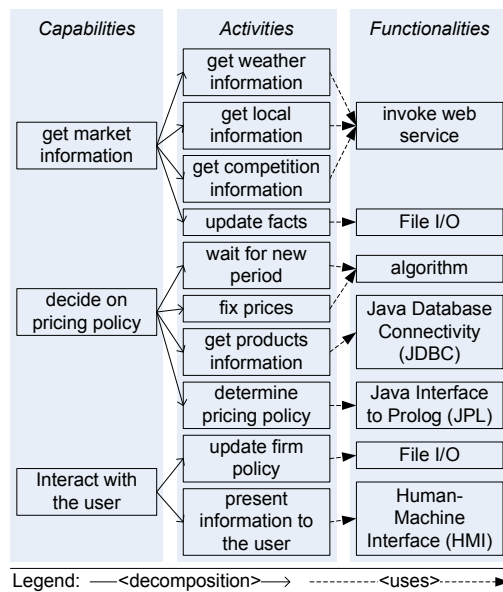 Capabilities
Activities
Functionalities
get market
information
decide on
pricing policy
Interact with
the user
get weather
information
get local
information
get competition
information
update facts
wait for new
period
fix prices
get products
information
determine
pricing policy
update firm
policy
present
information to
the user
invoke web
service
File I/O
algorithm
Java Database
Connectivity
(JDBC)
Java Interface
to Prolog (JPL)
File I/O
Human-
Machine
Interface (HMI)
Legend: <decomposition> <uses>